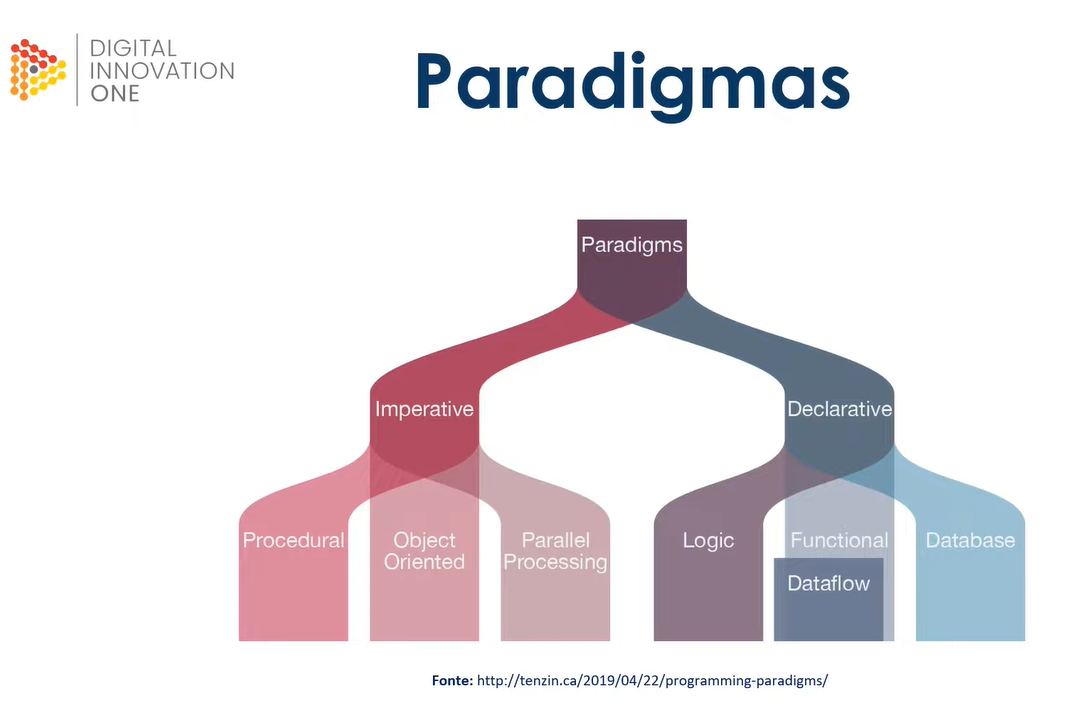 DIGITAL
INNOVATION
ONE
Paradigmas
Paradigms
Imperative
Declarative
Procedural
Object
Oriented
Parallel
Processing
Logic
Functional
Dataflow
Database
Fonte: http://tenzin.ca/2019/04/22/programming-paradigms/